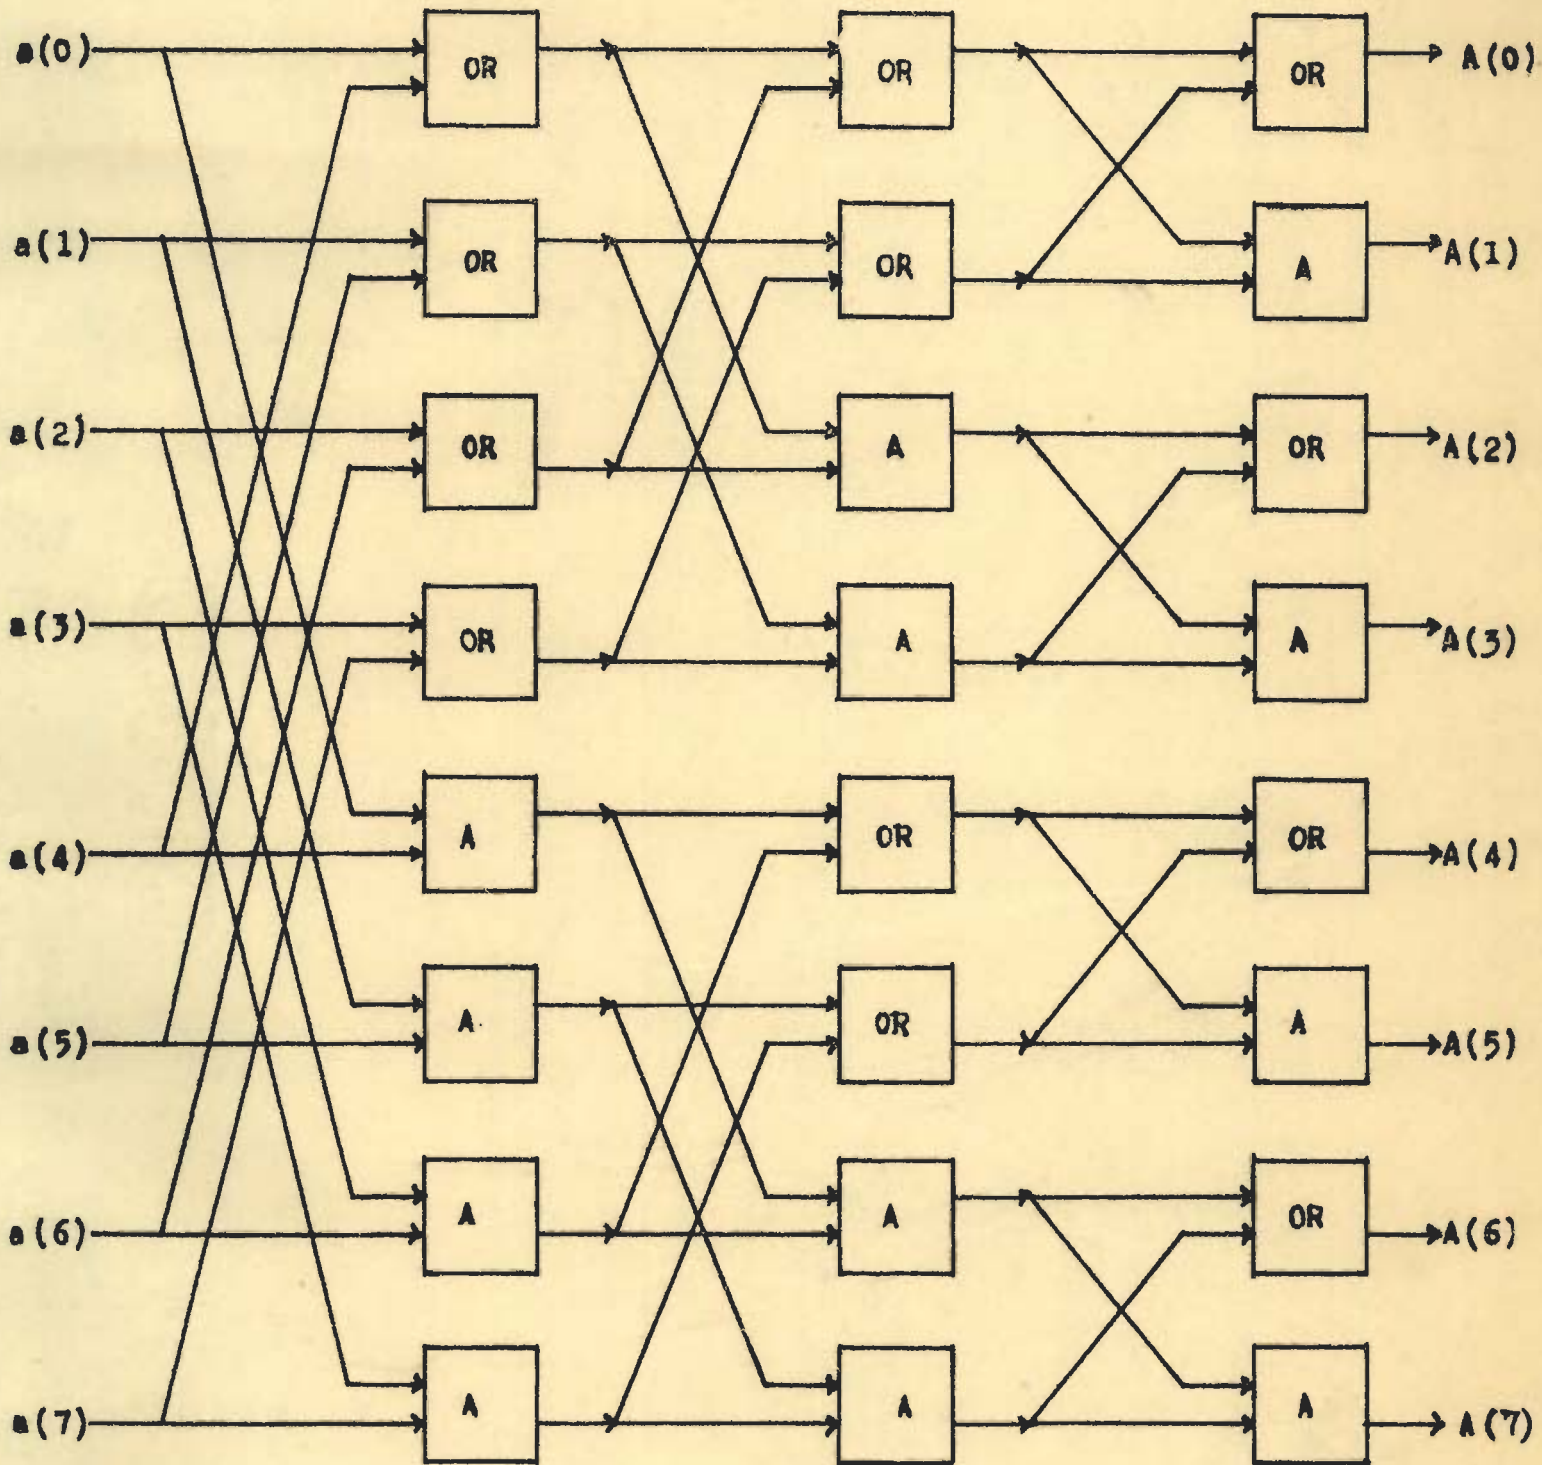 a(0) OR OR OR A(0)
a(1) OR OR A A(1)
a(2) OR A OR A(2)
a(3) OR A A A(3)
a(4) A OR OR A(4)
a(5) A. OR A A(5)
a(6) A A OR A(6)
a(7) A A A A(7)